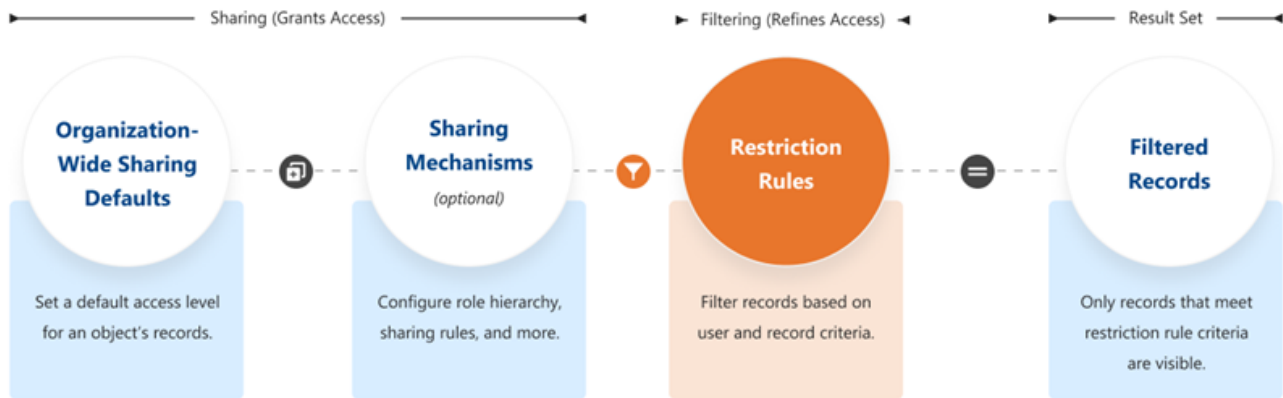 Sharing (Grants Access)
Filtering (Refines Access)
Result Set
Organization-
Wide Sharing
Defaults
Sharing
Mechanisms
(optional)
Restriction
Rules
Filtered
Records
Set a default access level
for an object's records.
Configure role hierarchy,
sharing rules, and more.
Filter records based on
user and record criteria.
Only records that meet
restriction rule criteria
are visible.